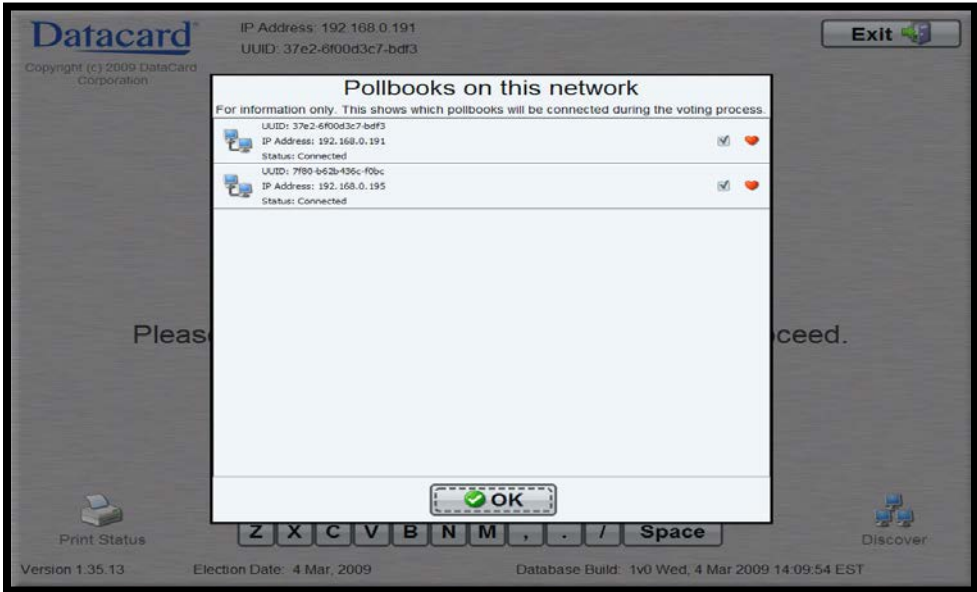 Datacard
Copyright (c) 2009 DataCard
Corporation
IP Address: 192.168.0.191
UUID: 37e2-6f00d3c7-bdf3
Exit
Pollbooks on this network
For information only. This shows which pollbooks will be connected during the voting process.
UUID: 37e2-6f00d3c7-bdf3
IP Address: 192.168.0.191
Status: Connected
UUID: 7f80-b62b436c-f0bc
IP Address: 192.168.0.195
Status: Connected
Pleas
ceed.
OK
Z X C V B N M , . / Space
Print Status
Discover
Version 1.35.13
Election Date: 4 Mar, 2009
Database Build: 1v0 Wed, 4 Mar 2009 14:09:54 EST